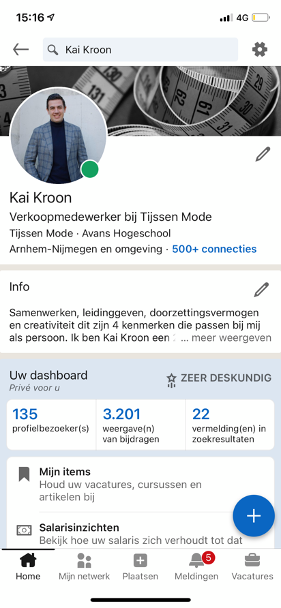 15:16
4G
Kai Kroon
Kai Kroon
Verkoopmedewerker bij Tijssen Mode
Tijssen Mode · Avans Hogeschool
Arnhem-Nijmegen en omgeving · 500+ connecties
Info
Samenwerken, leidinggeven, doorzettingsvermogen
en creativiteit dit zijn 4 kenmerken die passen bij mij
als persoon. Ik ben Kai Kroon een ... meer weergeven
Uw dashboard
Privé voor u
ZEER DESKUNDIG
135
profielbezoeker(s)
3.201
weergave(n)
van bijdragen
22
vermelding(en) in
zoekresultaten
Mijn items
Houd uw vacatures, cursussen en
artikelen bij
Salarisinzichten
Bekijk hoe uw salaris zich verhoudt tot dat
5
Home
Mijn netwerk
Plaatsen
Meldingen
Vacatures